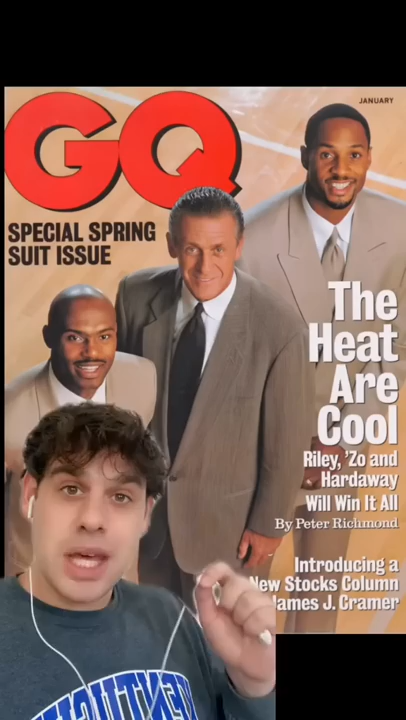 JANUARY
GQ
SPECIAL SPRING
SUIT ISSUE
The
Heat
Are
Cool
Riley, 'Zo and
Hardaway
Will Win It All
By Peter Richmond
Introducing a
New Stocks Column
James J. Cramer